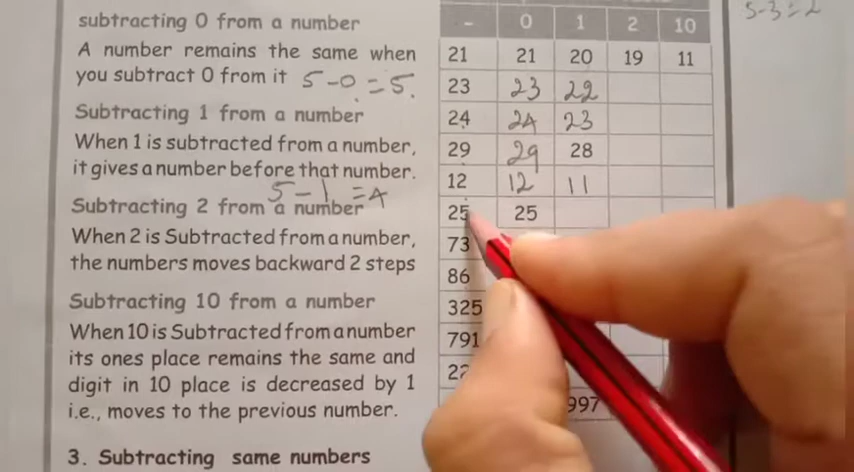 subtracting 0 from a number
A number remains the same when
you subtract 0 from it 5-0=5.
Subtracting 1 from a number
When 1 is subtracted from a number,
it gives a number before that number.
5-1=4
Subtracting 2 from a number
When 2 is Subtracted from a number,
the numbers moves backward 2 steps
Subtracting 10 from a number
When 10 is Subtracted from a number
its ones place remains the same and
digit in 10 place is decreased by 1
i.e., moves to the previous number.
3. Subtracting same numbers
5-3=2
- 0 1 2 10
21 21 20 19 11
23 23 22
24 24 23
29 29 28
12 12 11
25 25
73
86
325
791
997